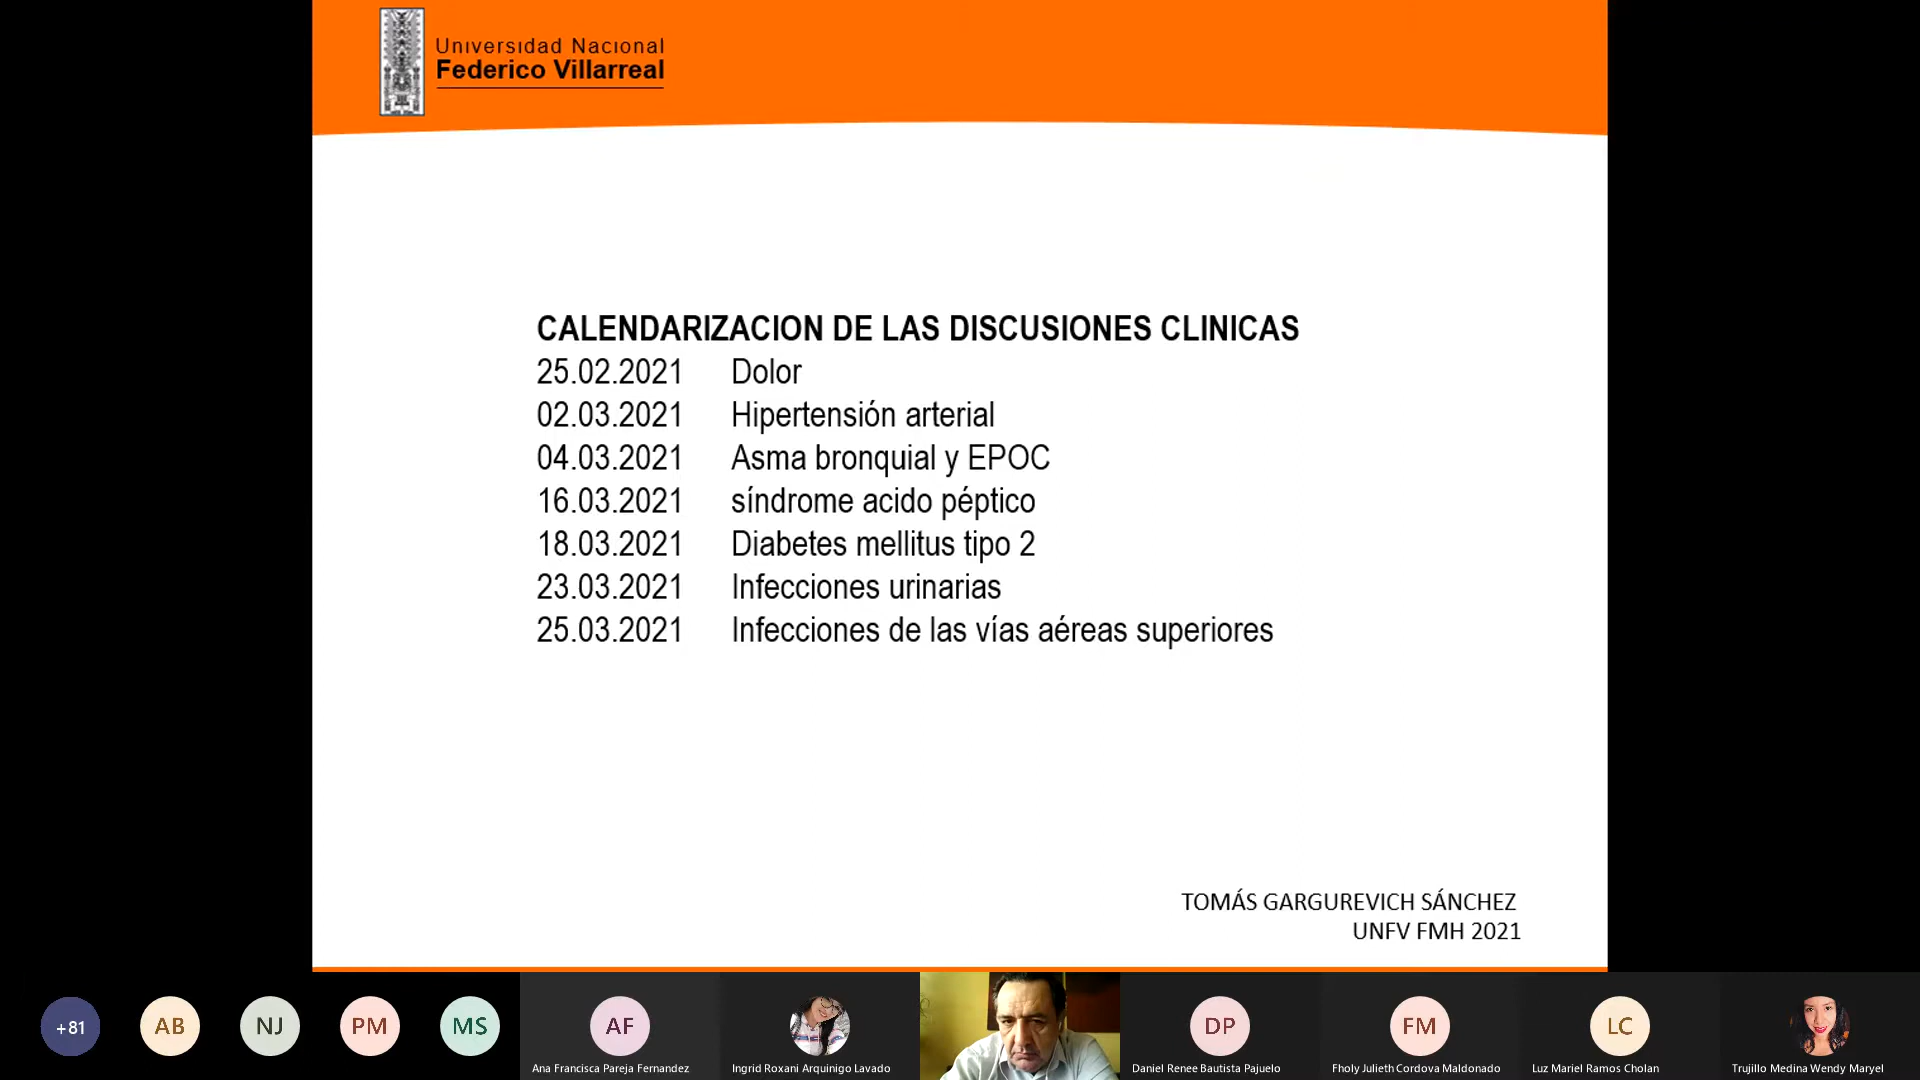 Universidad Nacional
Federico Villarreal
CALENDARIZACION DE LAS DISCUSIONES CLINICAS
25.02.2021 Dolor
02.03.2021 Hipertensión arterial
04.03.2021 Asma bronquial y EPOC
16.03.2021 síndrome acido péptico
18.03.2021 Diabetes mellitus tipo 2
23.03.2021 Infecciones urinarias
25.03.2021 Infecciones de las vías aéreas superiores
TOMÁS GARGUREVICH SÁNCHEZ
UNFV FMH 2021
+81 AB NJ PM MS AF DP FM LC
Ana Francisca Pareja Fernandez Ingrid Roxani Arquinigo Lavado Daniel Renee Bautista Pajuelo Fholy Julieth Cordova Maldonado Luz Mariel Ramos Cholan Trujillo Medina Wendy Maryel